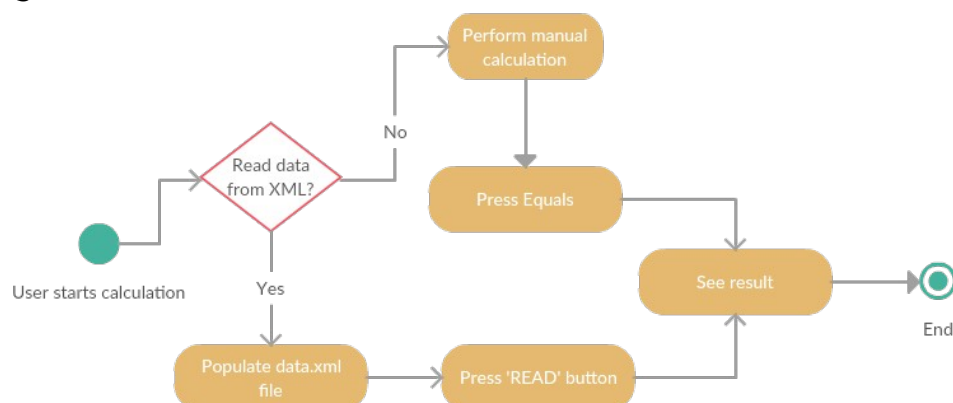 Perform manual
calculation
No
Read data
from XML?
Press Equals
User starts calculation
Yes
See result
End
Populate data.xml
file
Press 'READ' button